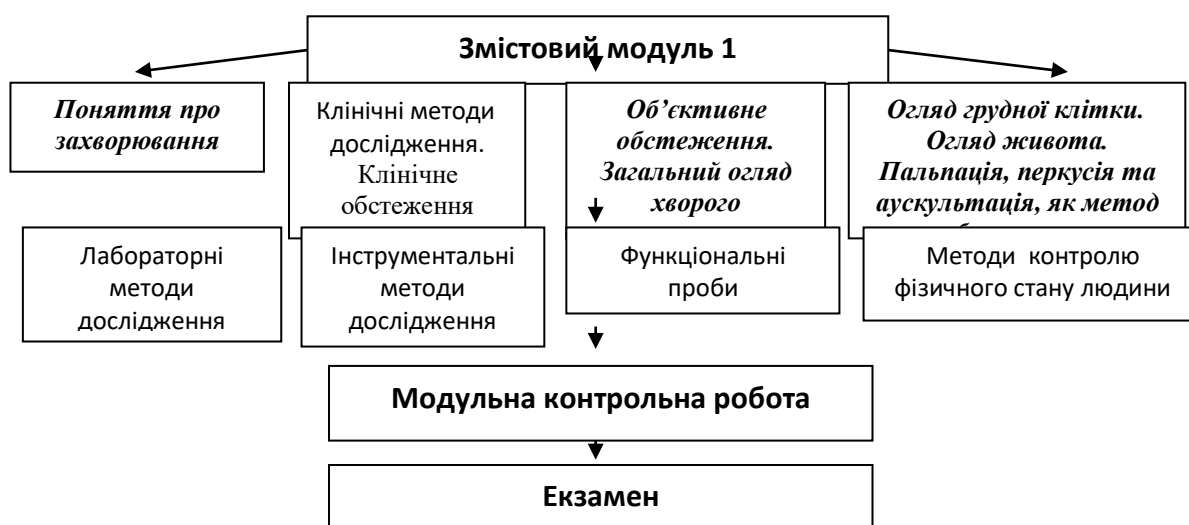 Змістовий модуль 1
Поняття про
захворювання
Клінічні методи
дослідження.
Клінічне
обстеження
Об’єктивне
обстеження.
Загальний огляд
хворого
Огляд грудної клітки.
Огляд живота.
Пальпація, перкусія та
аускультація, як метод
Лабораторні
методи
дослідження
Інструментальні
методи
дослідження
Функціональні
проби
Методи контролю
фізичного стану людини
Модульна контрольна робота
Екзамен